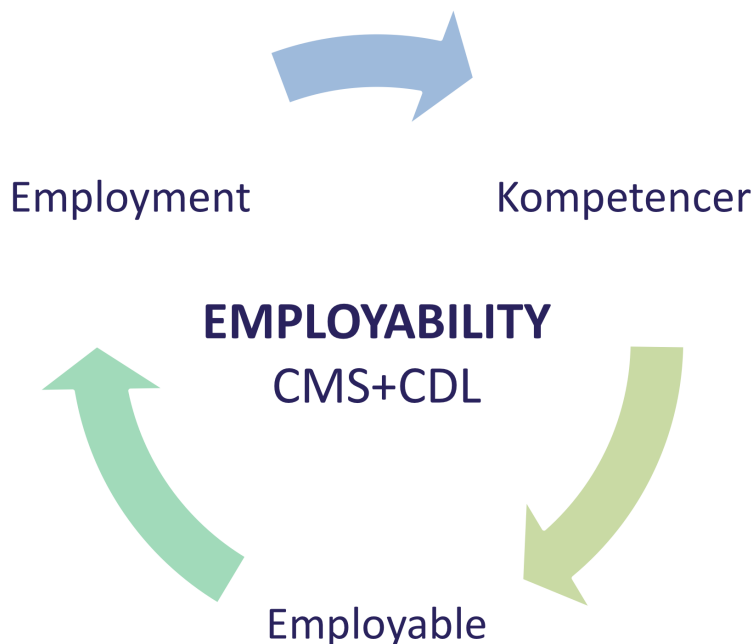 Employment
Kompetencer
EMPLOYABILITY
CMS+CDL
Employable